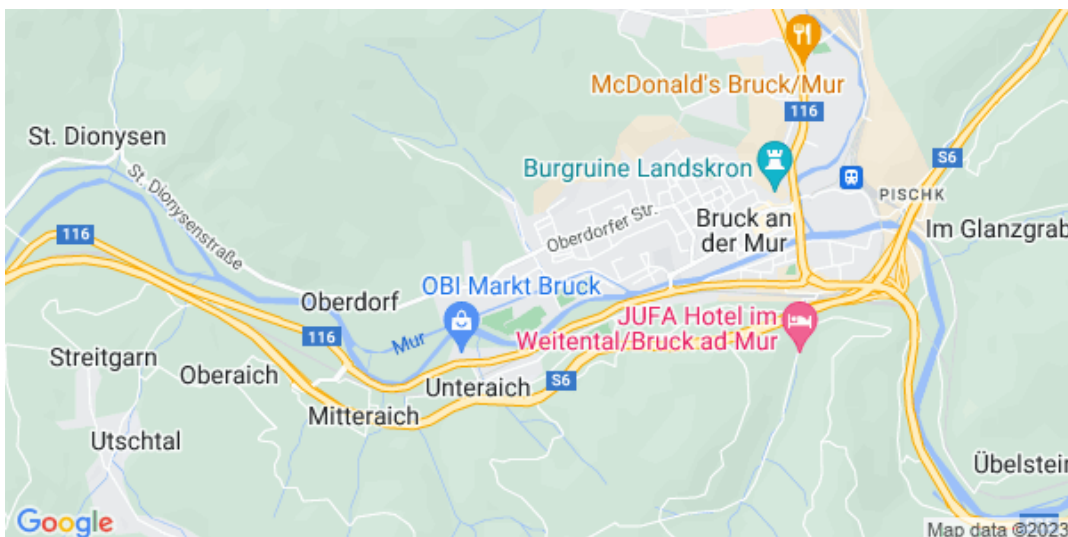 McDonald's Bruck/Mur
116
St. Dionysen
S6
Burgruine Landskron
St. Dionysenstraße
PISCHK
Oberdorfer Str.
Bruck an
der Mur
Im Glanzgrab
116
OBI Markt Bruck
Oberdorf
JUFA Hotel im
Weitental/Bruck ad Mur
116
Mur
Streitgarn
Oberaich
Unteraich
S6
Mitteraich
Utschtal
Übelstein
Google
Map data ©2023